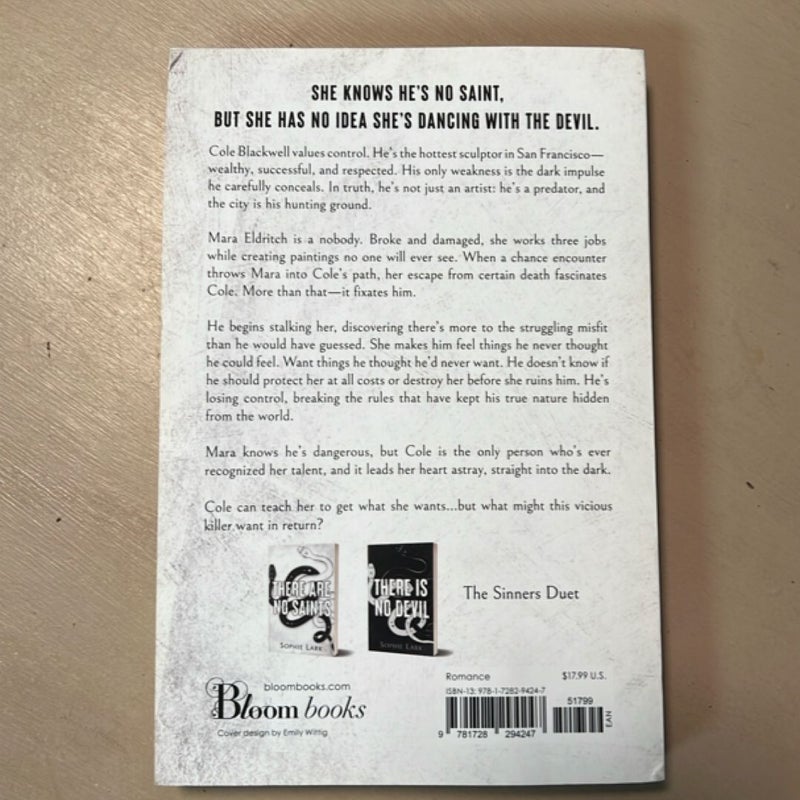 SHE KNOWS HE'S NO SAINT,
BUT SHE HAS NO IDEA SHE'S DANCING WITH THE DEVIL.
Cole Blackwell values control. He's the hottest sculptor in San Francisco—
wealthy, successful, and respected. His only weakness is the dark impulse
he carefully conceals. In truth, he's not just an artist: he's a predator, and
the city is his hunting ground.
Mara Eldritch is a nobody. Broke and damaged, she works three jobs
while creating paintings no one will ever see. When a chance encounter
throws Mara into Cole's path, her escape from certain death fascinates
Cole. More than that—it fixates him.
He begins stalking her, discovering there's more to the struggling misfit
than he would have guessed. She makes him feel things he never thought
he could feel. Want things he thought he'd never want. He doesn't know if
he should protect her at all costs or destroy her before she ruins him. He's
losing control, breaking the rules that have kept his true nature hidden
from the world.
Mara knows he's dangerous, but Cole is the only person who's ever
recognized her talent, and it leads her heart astray, straight into the dark.
Cole can teach her to get what she wants...but what might this vicious
killer want in return?
THERE ARE
NO SAINTS
SOPHIE LARK
THERE IS
NO DEVIL
SOPHIE LARK
The Sinners Duet
bloombooks.com
Bloom books
Cover design by Emily Wittig
Romance
$17.99 U.S.
ISBN-13: 978-1-7282-9424-7
51799
EAN
9 781728 294247